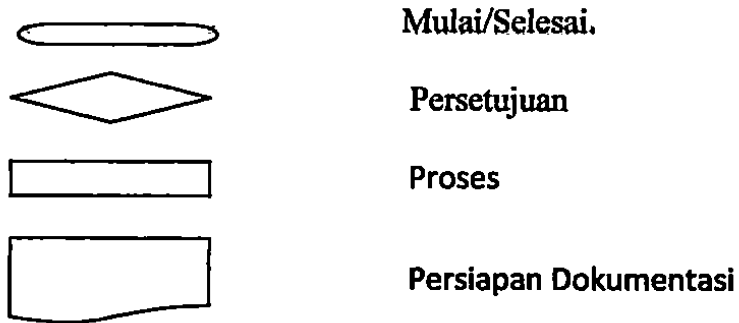 Mulai/Selesai.
Persetujuan
Proses
Persiapan Dokumentasi